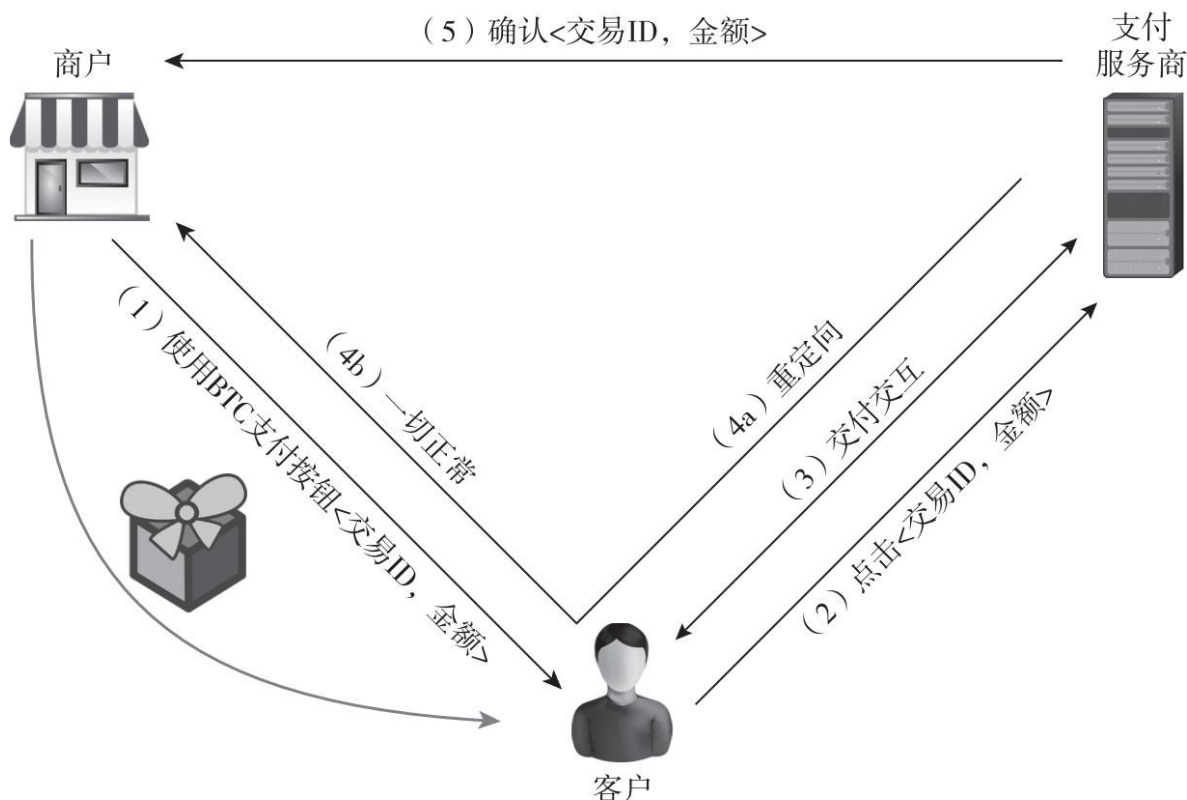 （5）确认<交易ID，金额>
支付
服务商
商户
（1）使用BTC支付按钮<交易ID，金额>
（4b）一切正常
（4a）重定向
（3）交付交互
（2）点击<交易ID，金额>
客户